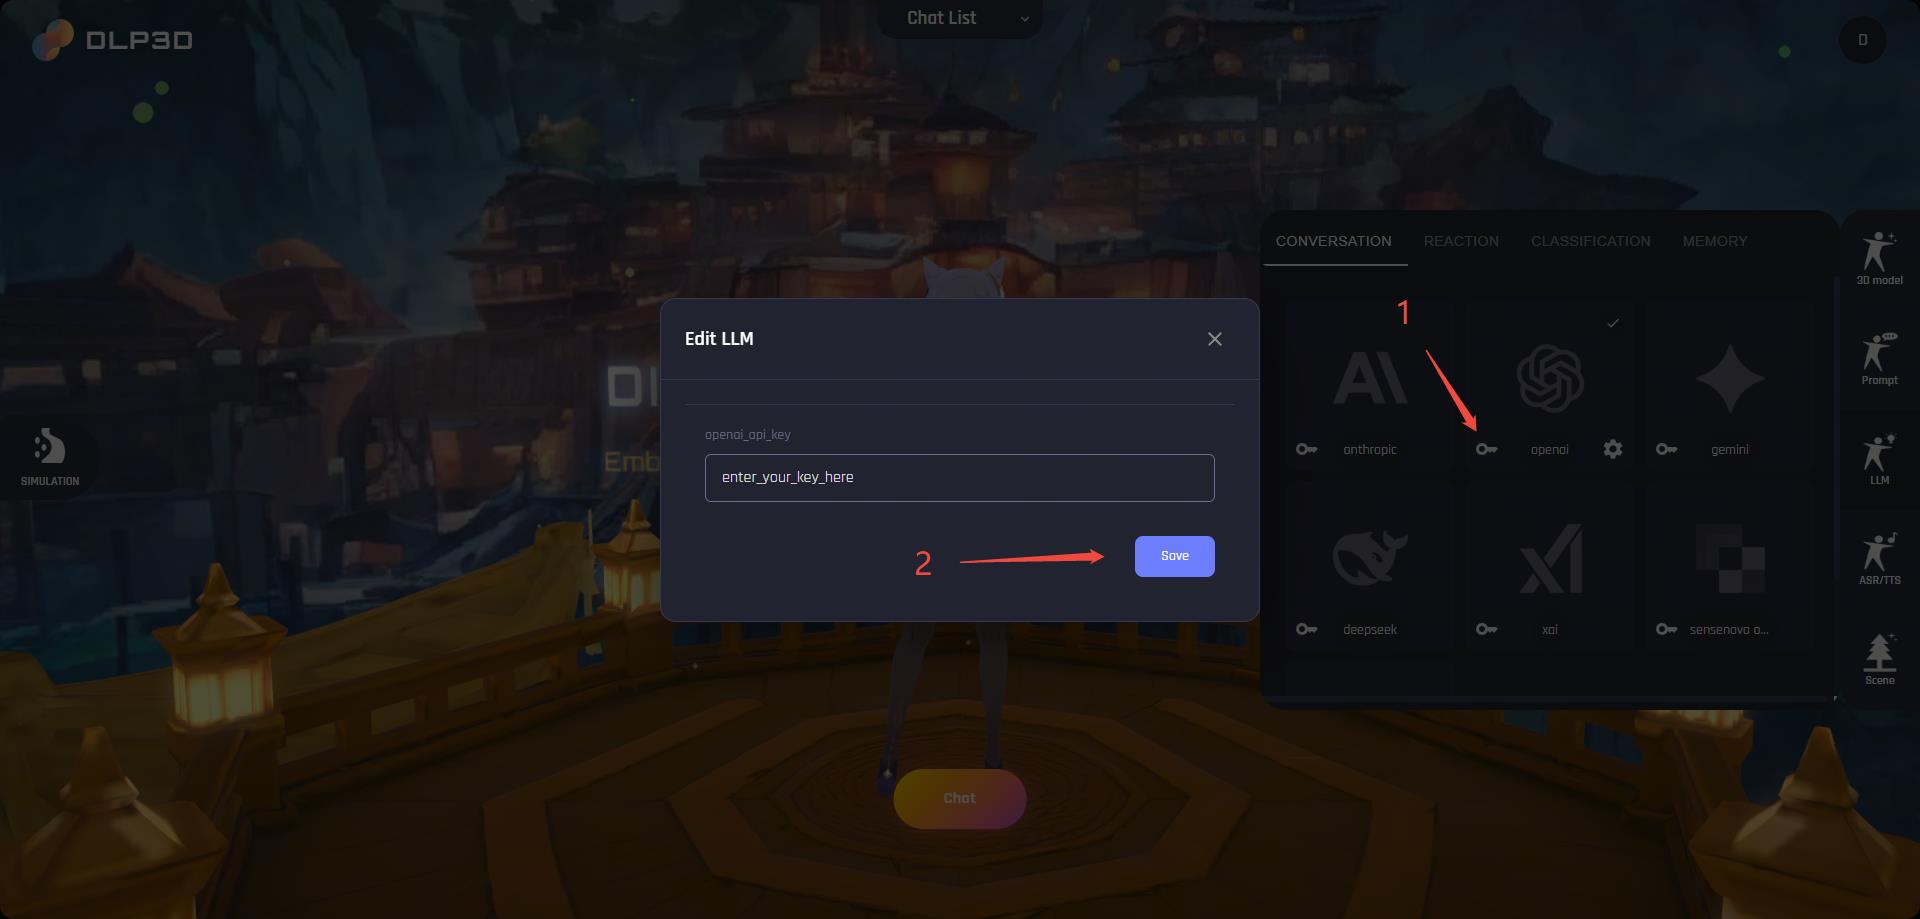 DLP3D
Chat List
D
SIMULATION
Edit LLM
openai_api_key
enter_your_key_here
2
Save
Chat
CONVERSATION
REACTION
CLASSIFICATION
MEMORY
1
anthropic
openai
gemini
deepseek
xai
sensenova o...
3D model
Prompt
LLM
ASR/TTS
Scene